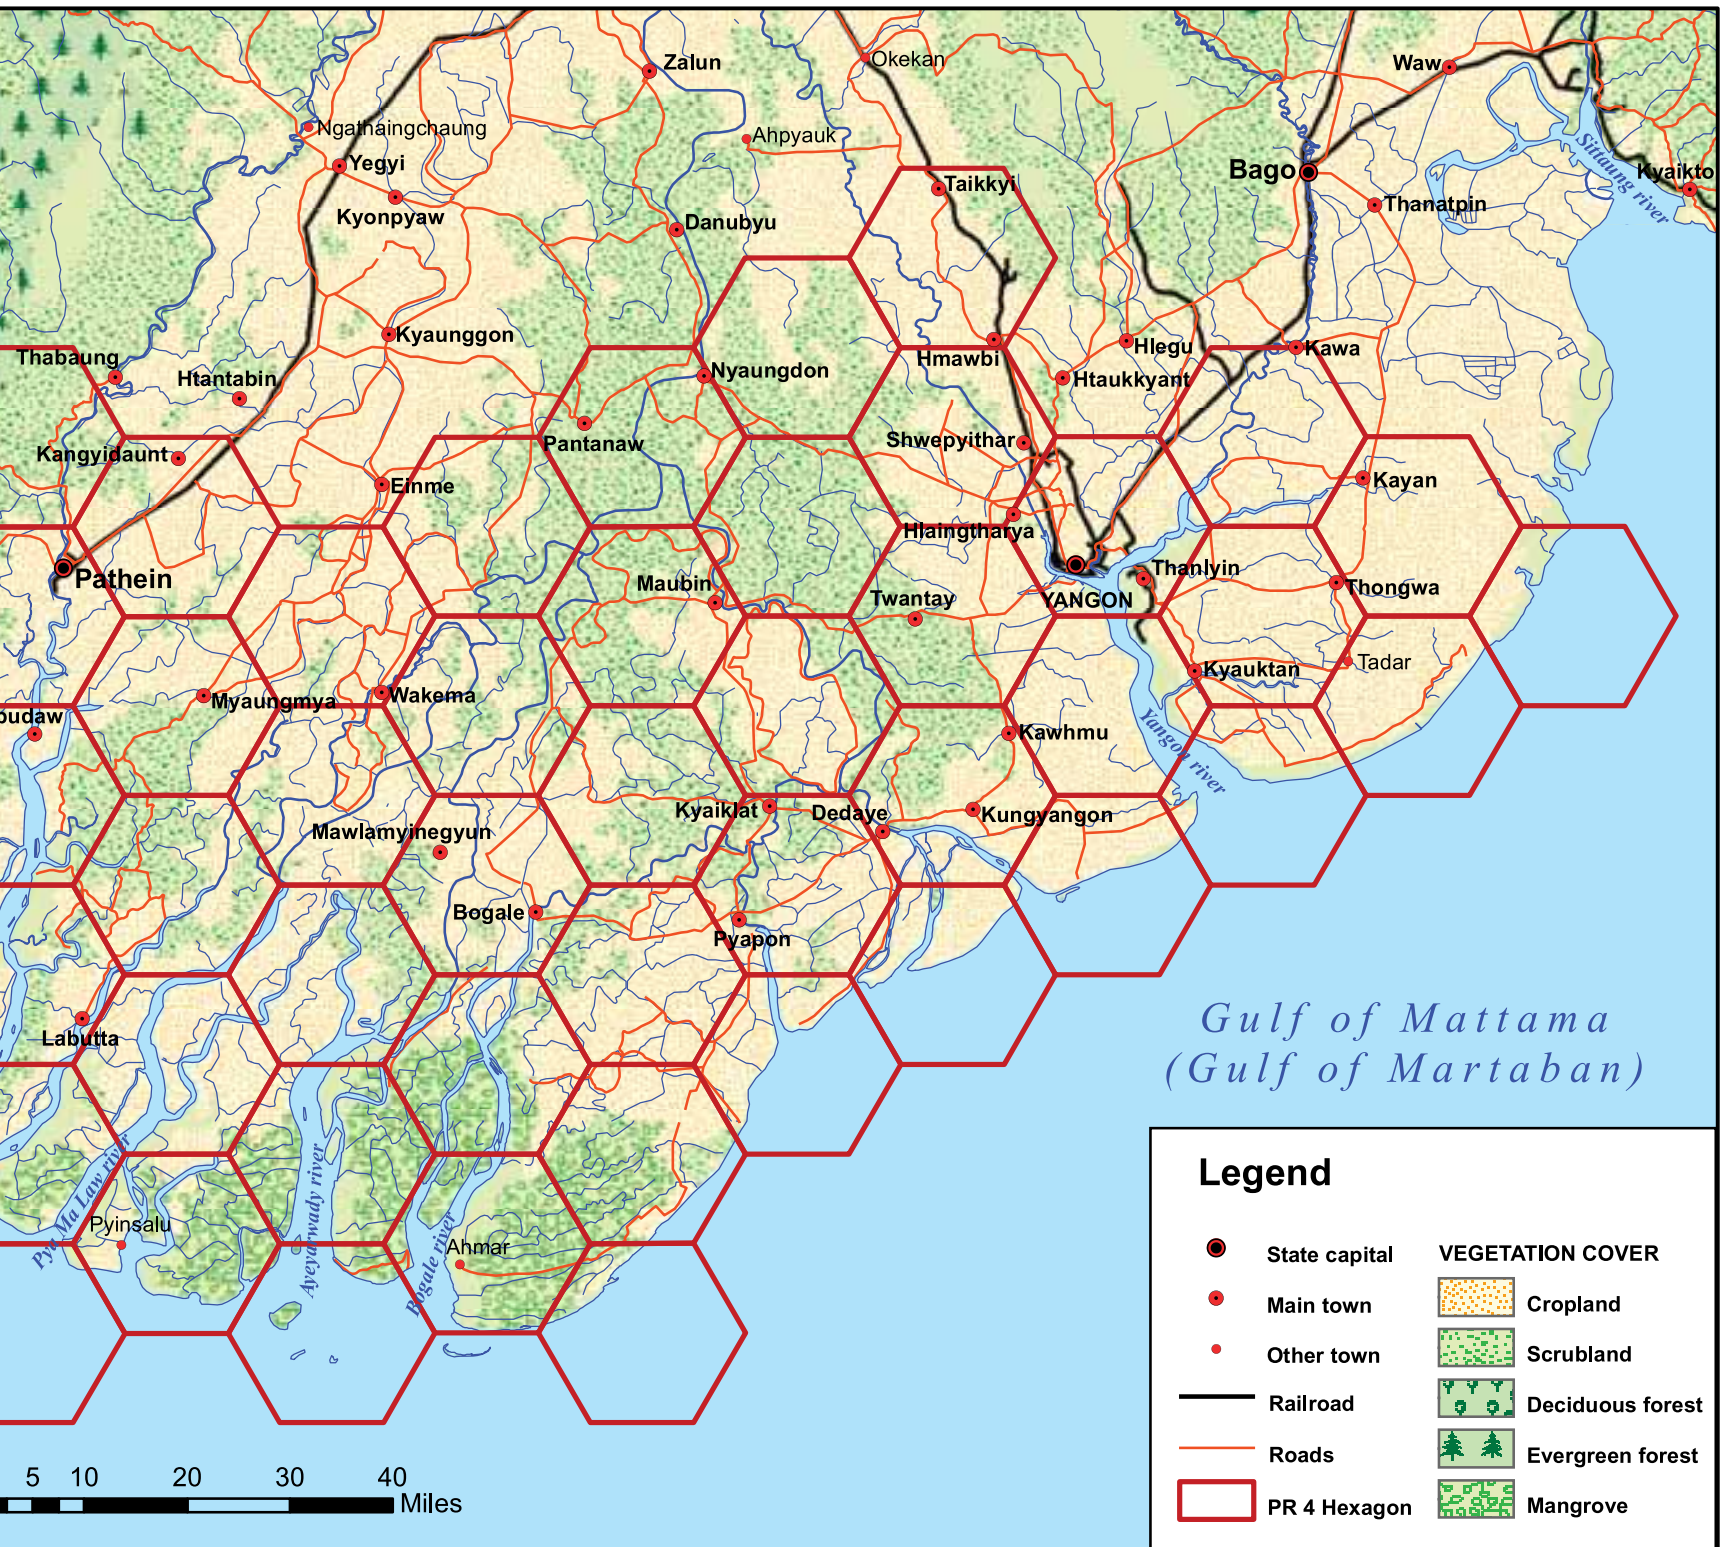 Zalun
Okekan
Waw
Ngathaingchaung
Ahpyauk
Yegyi
Bago
Sittaung river
Kyaikto
Taikkyi
Kyonpyaw
Thanatpin
Danubyu
Kyaunggon
Thabaung
Hmawbi
Hlegu
Kawa
Nyaungdon
Htantabin
Htaukkyant
Pantanaw
Shwepyithar
Kangyidaunt
Einme
Kayan
Hlaingtharya
Pathein
Maubin
Twantay
YANGON
Thanlyin
Thongwa
Kyauktan
Tadar
Myaungmya
Wakema
budaw
Kawhmu
Yangon river
Kyaiklat
Dedaye
Kungyangon
Mawlamyinegyun
Bogale
Pyapon
Labutta
Gulf of Mattama
(Gulf of Martaban)
Pya Ma Law river
Pyinsalu
Ayeyarwady river
Bogale river
Ahmar
Legend
State capital
Main town
Other town
Railroad
Roads
PR 4 Hexagon
VEGETATION COVER
Cropland
Scrubland
Deciduous forest
Evergreen forest
Mangrove
5 10 20 30 40
Miles